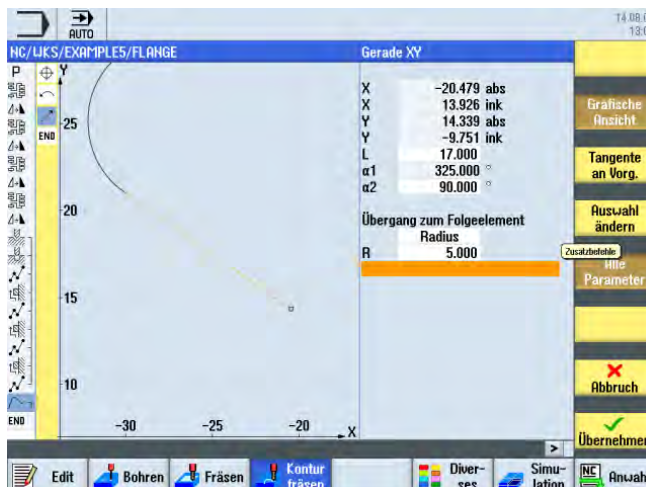 14.08.
AUTO
13:0
NC/WKS/EXAMPLE5/FLANGE
Gerade XY
P
Y
END
25
20
15
10
-30 -25 -20 X
END
X -20.479 abs
X 13.926 ink
Y 14.339 abs
Y -9.751 ink
L 17.000
α1 325.000 °
α2 90.000 °
Übergang zum Folgeelement
Radius
R 5.000
Grafische
Ansicht
Tangente
an Vorg.
Auswahl
ändern
Zusatzbefehle
Alle
Parameter
Abbruch
Übernehmen
>
Edit
Bohren
Fräsen
Kontur
fräsen
Diver-
ses
Simu-
lation
NC
Anwah